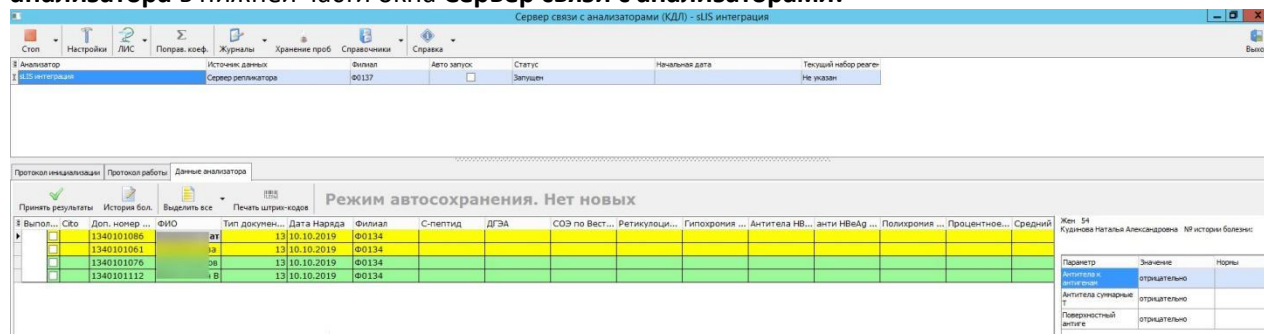 анализатора в нижней части окна Сервер связи с анализаторами:
Сервер связи с анализаторами (КДЛ) - sLIS интеграция
Стоп Настройки ЛИС Поправ. коеф. Журналы Хранение проб Справочники Справка Выхо
Анализатор Источник данных Филиал Авто запуск Статус Начальная дата Текущий набор реаген
sLIS интеграция Сервер репликатора Ф0137 Запущен Не указан
Протокол инициализации Протокол работы Данные анализатора
Принять результаты История бол. Выделить все Печать штрих-кодов Режим автосохранения. Нет новых
Выпол... Cito Доп. номер ... ФИО Тип докумен... Дата Наряда Филиал С-пептид ДГЭА СОЭ по Вест... Ретикулоци... Гипохромия ... Антитела HB... анти HBeAg ... Полихромия ... Процентное... Средний
1340101086 ат 13 10.10.2019 Ф0134
1340101061 ва 13 10.10.2019 Ф0134
1340101076 ов 13 10.10.2019 Ф0134
1340101112 В 13 10.10.2019 Ф0134
Жен 54
Кудинова Наталья Александровна № истории болезни:
Параметр Значение Нормы
Антитела к антигенам отрицательно
Антитела суммарные Т отрицательно
Поверхностный антиге отрицательно